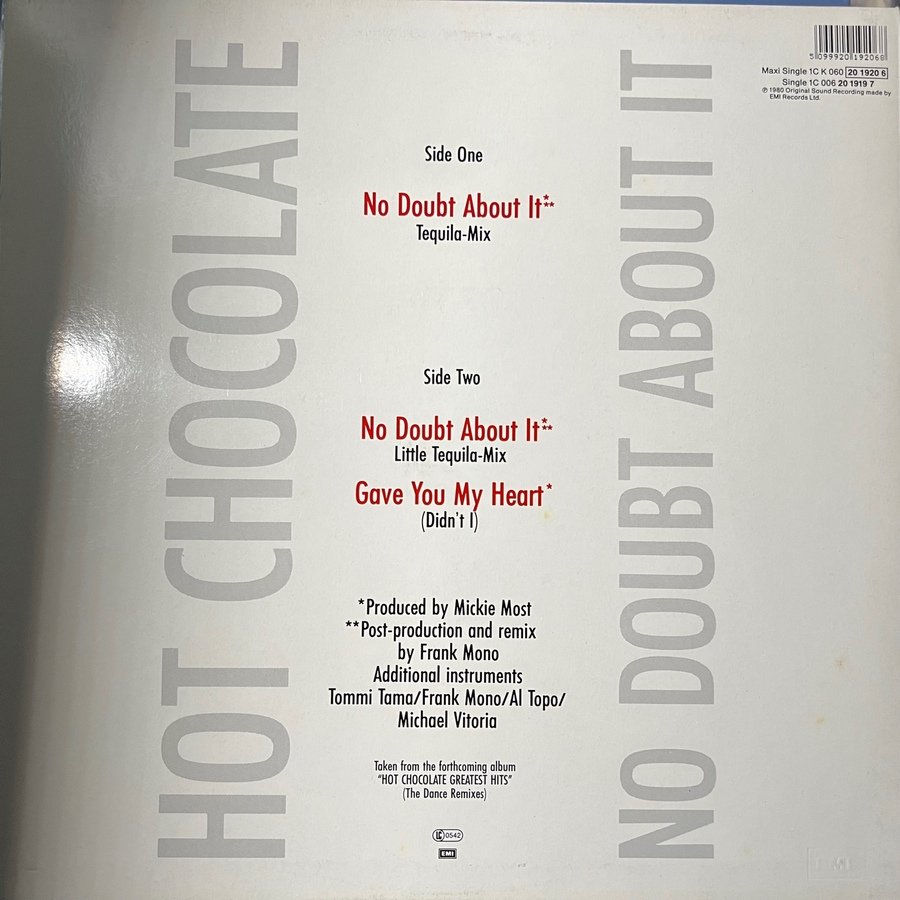 HOT CHOCOLATE
NO DOUBT ABOUT IT
5 099920 192068
Maxi Single 1C K 060 20 1920 6
Single 1C 006 20 1919 7
℗ 1980 Original Sound Recording made by
EMI Records Ltd.
Side One
No Doubt About It***
Tequila-Mix
Side Two
No Doubt About It***
Little Tequila-Mix
Gave You My Heart*
(Didn't I)
*Produced by Mickie Most
**Post-production and remix
by Frank Mono
Additional instruments
Tommi Tama/Frank Mono/Al Topo/
Michael Vitoria
Taken from the forthcoming album
"HOT CHOCOLATE GREATEST HITS"
(The Dance Remixes)
LC 0542
EMI
EMI